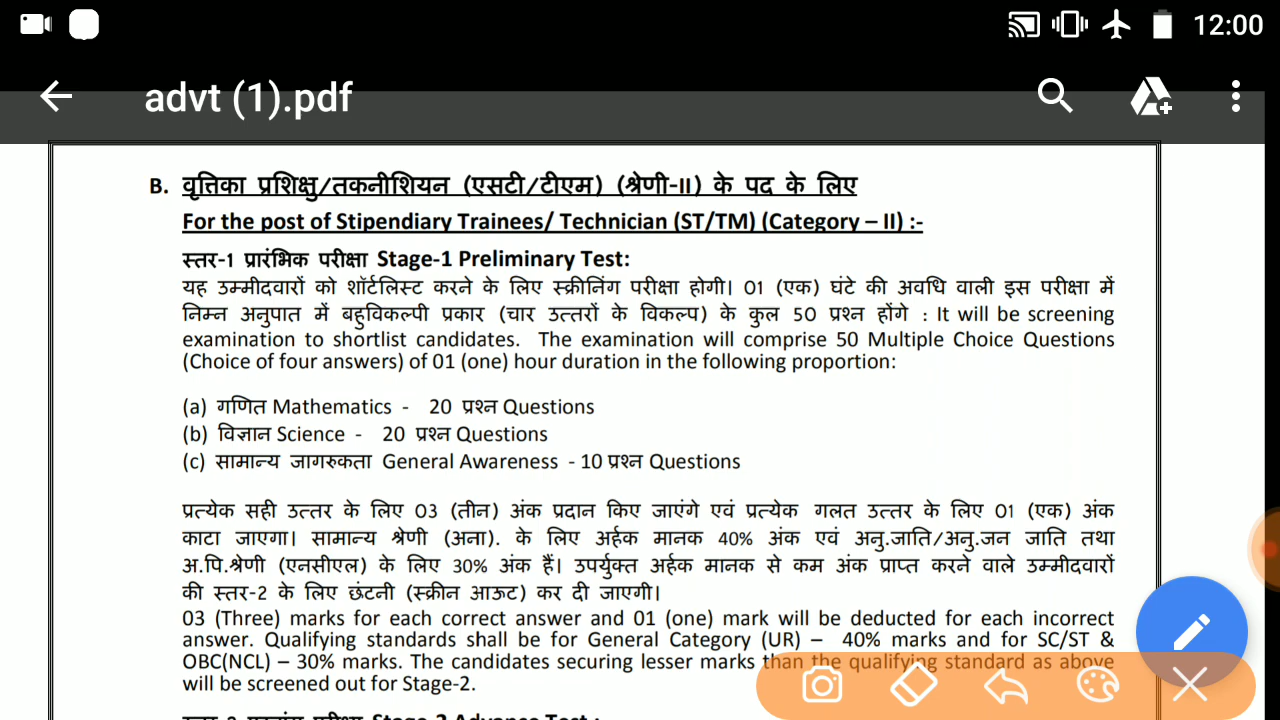 12:00
advt (1).pdf
B. वृत्तिका प्रशिक्षु/तकनीशियन (एसटी/टीएम) (श्रेणी-II) के पद के लिए
For the post of Stipendiary Trainees/ Technician (ST/TM) (Category – II) :-
स्तर-1 प्रारंभिक परीक्षा Stage-1 Preliminary Test:
यह उम्मीदवारों को शॉर्टलिस्ट करने के लिए स्क्रीनिंग परीक्षा होगी। 01 (एक) घंटे की अवधि वाली इस परीक्षा में
निम्न अनुपात में बहुविकल्पी प्रकार (चार उत्तरों के विकल्प) के कुल 50 प्रश्न होंगे : It will be screening
examination to shortlist candidates. The examination will comprise 50 Multiple Choice Questions
(Choice of four answers) of 01 (one) hour duration in the following proportion:
(a) गणित Mathematics - 20 प्रश्न Questions
(b) विज्ञान Science - 20 प्रश्न Questions
(c) सामान्य जागरुकता General Awareness - 10 प्रश्न Questions
प्रत्येक सही उत्तर के लिए 03 (तीन) अंक प्रदान किए जाएंगे एवं प्रत्येक गलत उत्तर के लिए 01 (एक) अंक
काटा जाएगा। सामान्य श्रेणी (अना). के लिए अर्हक मानक 40% अंक एवं अनु.जाति/अनु.जन जाति तथा
अ.पि.श्रेणी (एनसीएल) के लिए 30% अंक हैं। उपर्युक्त अर्हक मानक से कम अंक प्राप्त करने वाले उम्मीदवारों
की स्तर-2 के लिए छंटनी (स्क्रीन आऊट) कर दी जाएगी।
03 (Three) marks for each correct answer and 01 (one) mark will be deducted for each incorrect
answer. Qualifying standards shall be for General Category (UR) – 40% marks and for SC/ST &
OBC(NCL) – 30% marks. The candidates securing lesser marks than the qualifying standard as above
will be screened out for Stage-2.
Stage-2 Advance Test :